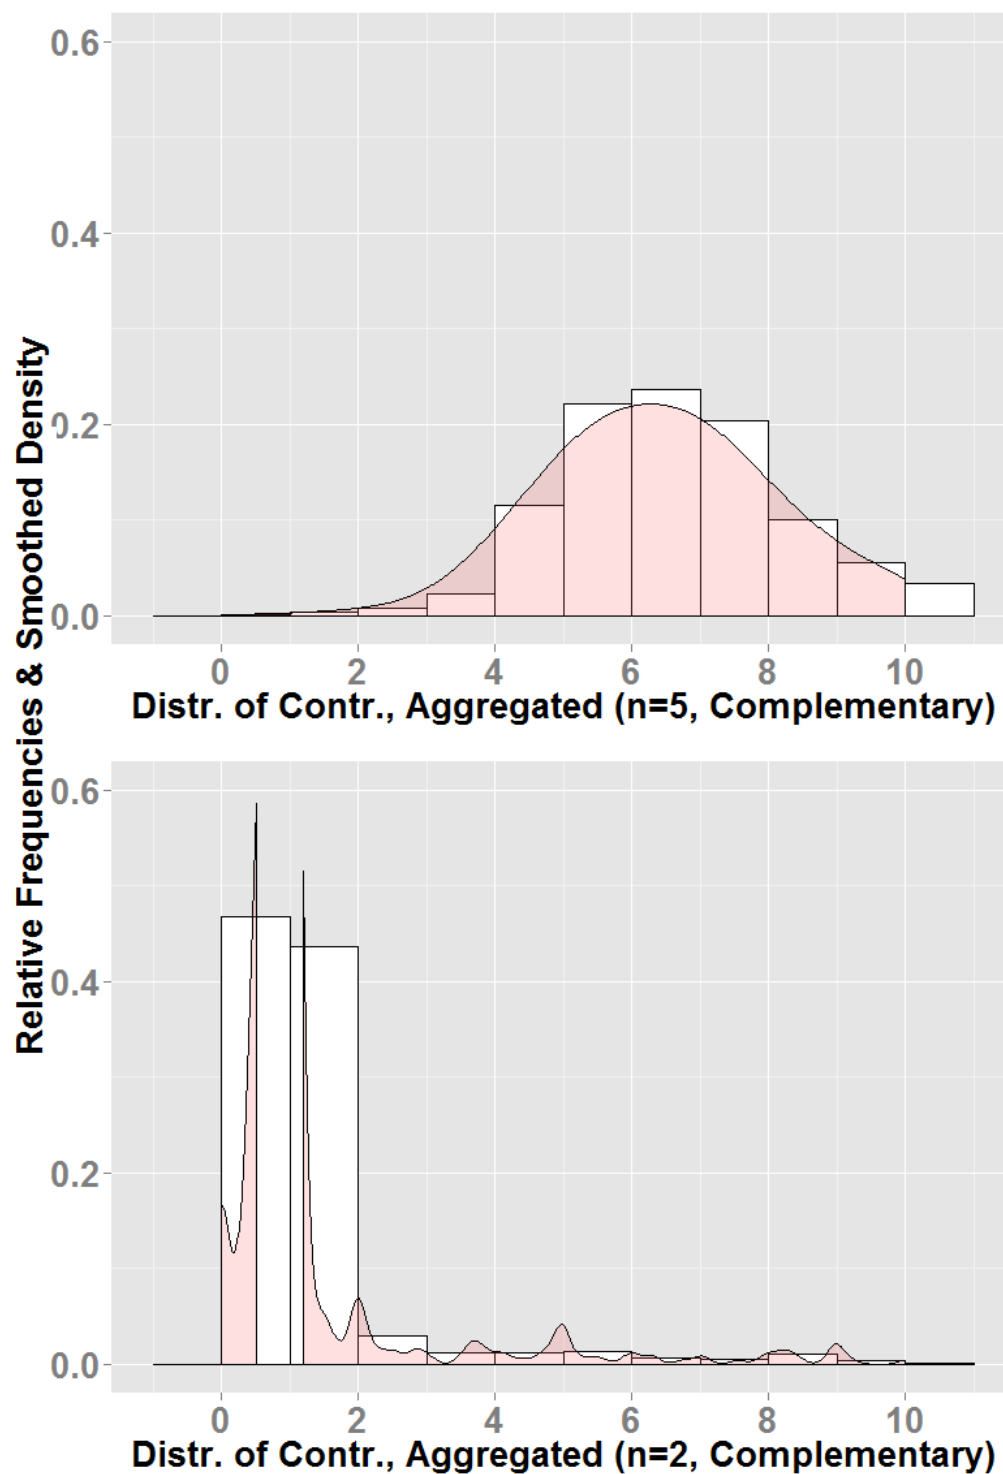 Relative Frequencies & Smoothed Density
0.6
0.4
0.2
0.0
0 2 4 6 8 10
Distr. of Contr., Aggregated (n=5, Complementary)
0.6
0.4
0.2
0.0
0 2 4 6 8 10
Distr. of Contr., Aggregated (n=2, Complementary)